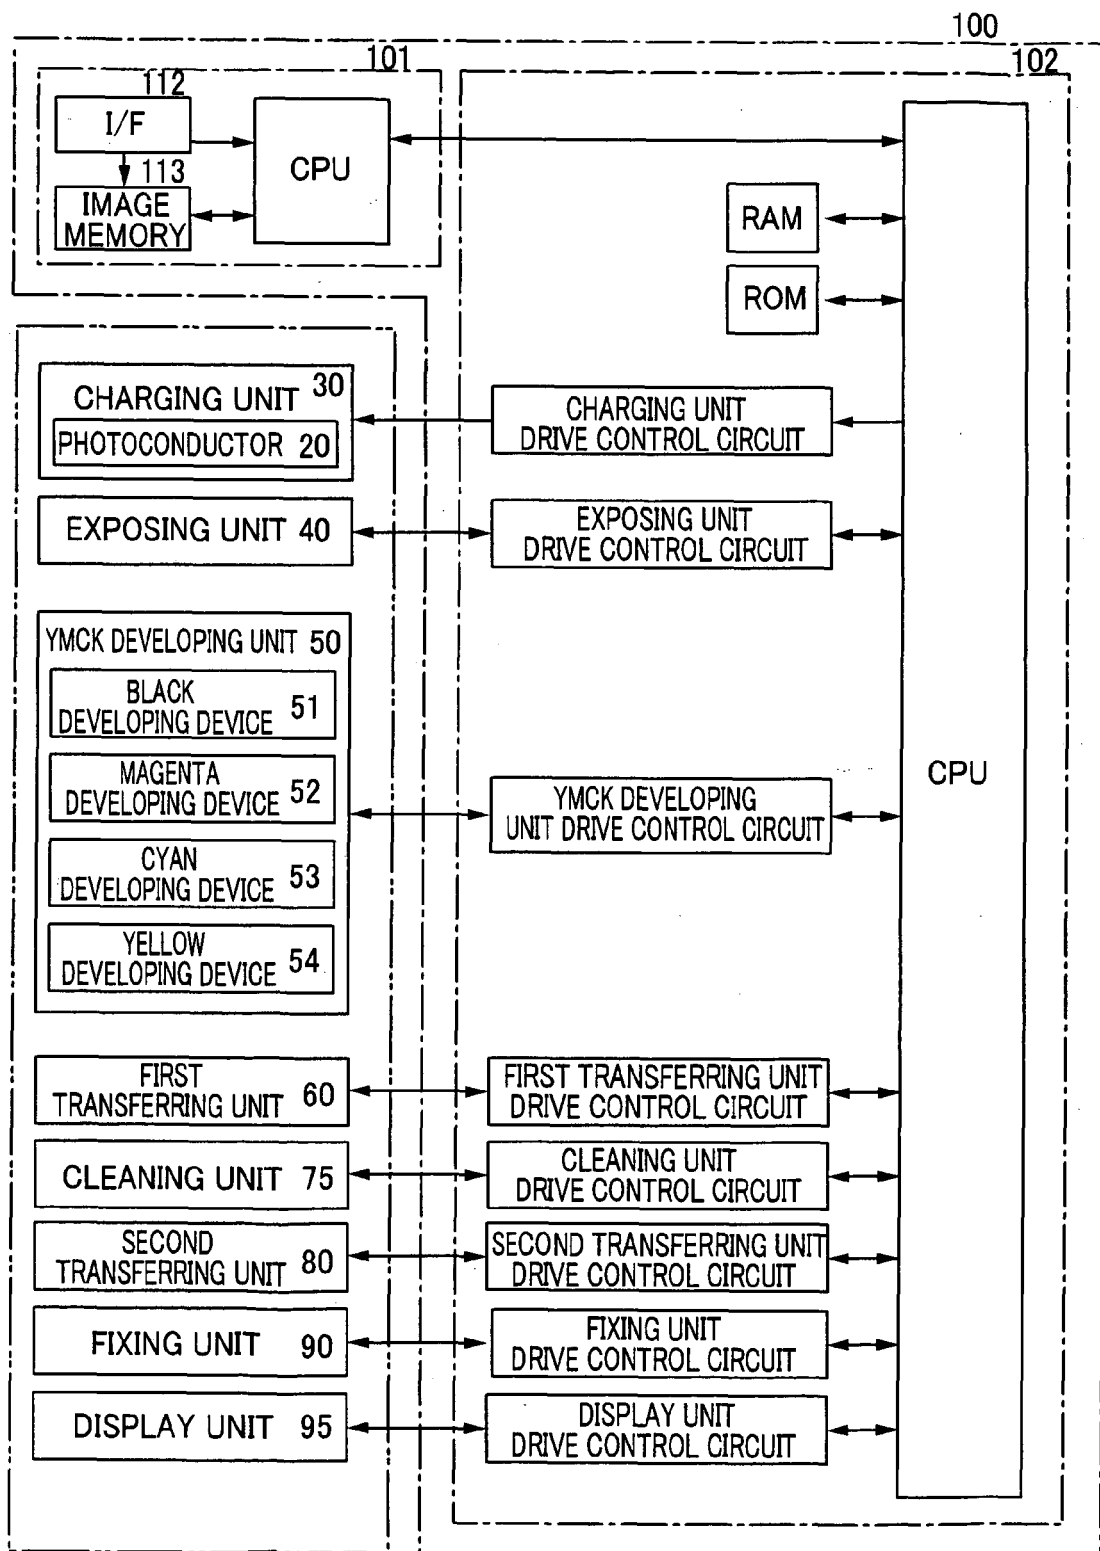 100
101
102
112
I/F
CPU
113
IMAGE
MEMORY
RAM
ROM
CHARGING UNIT 30
PHOTOCONDUCTOR 20
CHARGING UNIT
DRIVE CONTROL CIRCUIT
EXPOSING UNIT 40
EXPOSING UNIT
DRIVE CONTROL CIRCUIT
YMCK DEVELOPING UNIT 50
BLACK
DEVELOPING DEVICE 51
MAGENTA
DEVELOPING DEVICE 52
CYAN
DEVELOPING DEVICE 53
YELLOW
DEVELOPING DEVICE 54
YMCK DEVELOPING
UNIT DRIVE CONTROL CIRCUIT
CPU
FIRST
TRANSFERRING UNIT 60
FIRST TRANSFERRING UNIT
DRIVE CONTROL CIRCUIT
CLEANING UNIT 75
CLEANING UNIT
DRIVE CONTROL CIRCUIT
SECOND
TRANSFERRING UNIT 80
SECOND TRANSFERRING UNIT
DRIVE CONTROL CIRCUIT
FIXING UNIT 90
FIXING UNIT
DRIVE CONTROL CIRCUIT
DISPLAY UNIT 95
DISPLAY UNIT
DRIVE CONTROL CIRCUIT